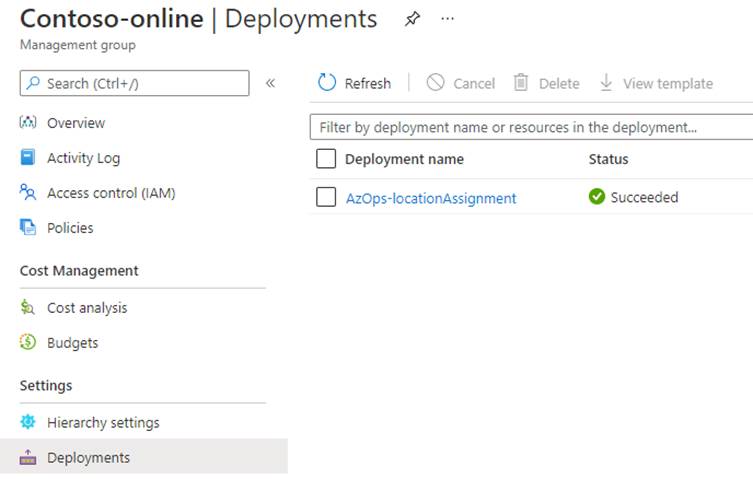 Contoso-online | Deployments ...
Management group
Search (Ctrl+/) «
Overview
Activity Log
Access control (IAM)
Policies
Cost Management
Cost analysis
Budgets
Settings
Hierarchy settings
Deployments
Refresh Cancel Delete View template
Filter by deployment name or resources in the deployment...
Deployment name Status
AzOps-locationAssignment Succeeded